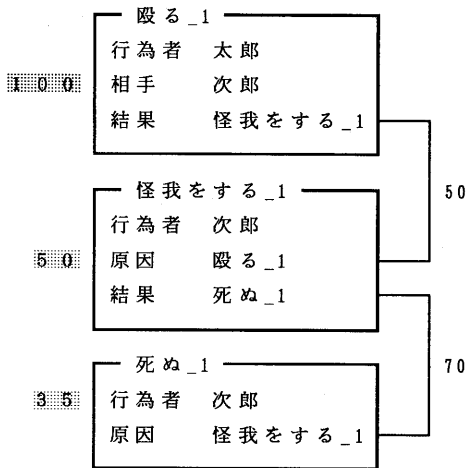 殴る_1
行為者　太郎
100　相手　次郎
結果　怪我をする_1
50
怪我をする_1
行為者　次郎
50　原因　殴る_1
結果　死ぬ_1
70
死ぬ_1
35　行為者　次郎
原因　怪我をする_1